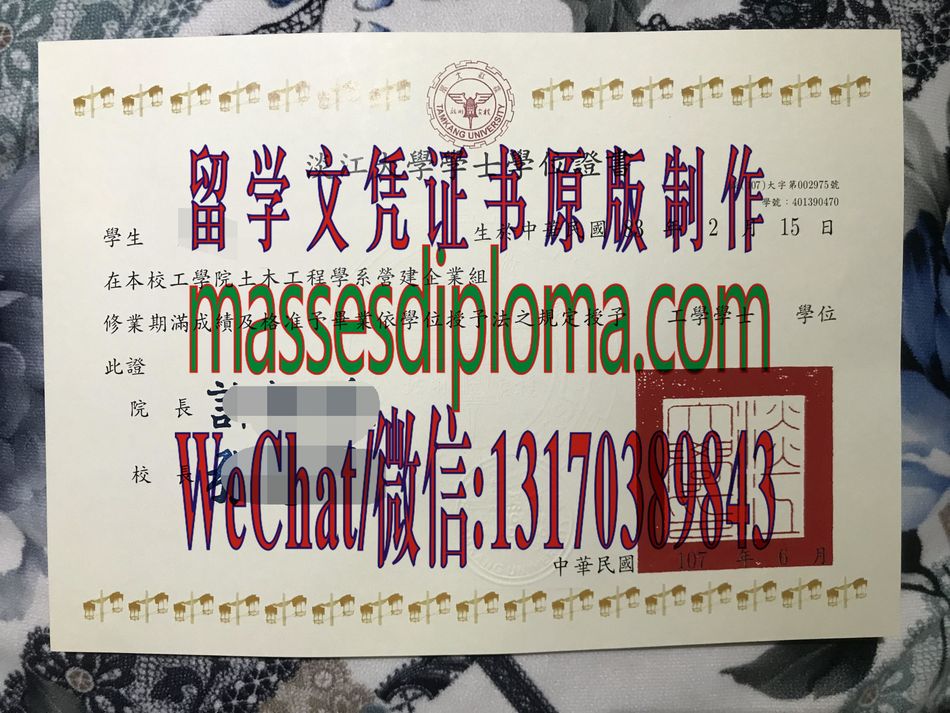 TAMKANG UNIVERSITY
淡江大學學士學位證書
留学文凭证书原版制作
07)大字第002975號
學號：401390470
學生 生於中華民國 83 年 2 月 15 日
在本校工學院土木工程學系營建企業組
massesdiploma.com
修業期滿成績及格准予畢業依學位授予法之規定授予 工學學士 學位
此證
院 長
WeChat/微信:13170389843
校 長
中華民國 107 年 6 月